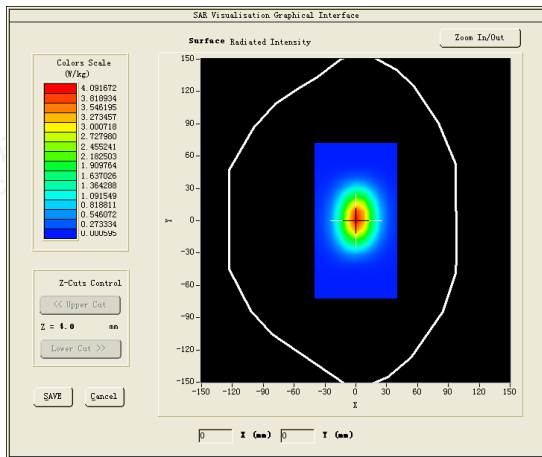 SAR Visualisation Graphical Interface
Surface Radiated Intensity
Zoom In/Out
Colors Scale
(W/kg)
4.091672
3.818934
3.546195
3.273457
3.000718
2.727980
2.455241
2.182503
1.909764
1.637026
1.364288
1.091549
0.818811
0.546072
0.273334
0.000595
150
120
90
60
30
0
-30
-60
-90
-120
-150
Y
-150 -120 -90 -60 -30 0 30 60 90 120 150
X
Z-Cuts Control
<< Upper Cut
Z = 4.0 mm
Lower Cut >>
SAVE Cancel
0 X (mm) 0 Y (mm)